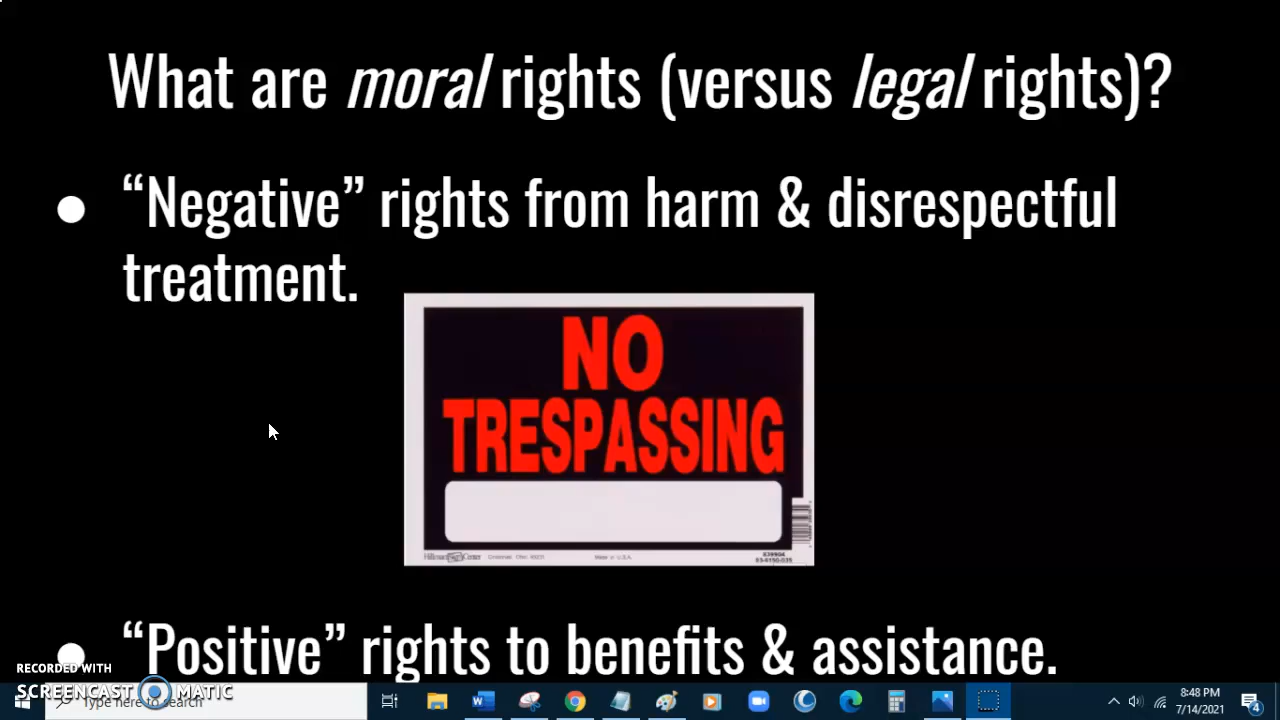 What are moral rights (versus legal rights)?
“Negative” rights from harm & disrespectful
treatment.
NO
TRESPASSING
“Positive” rights to benefits & assistance.
RECORDED WITH
SCREENCAST MATIC
Type here to search
8:48 PM
7/14/2021
4